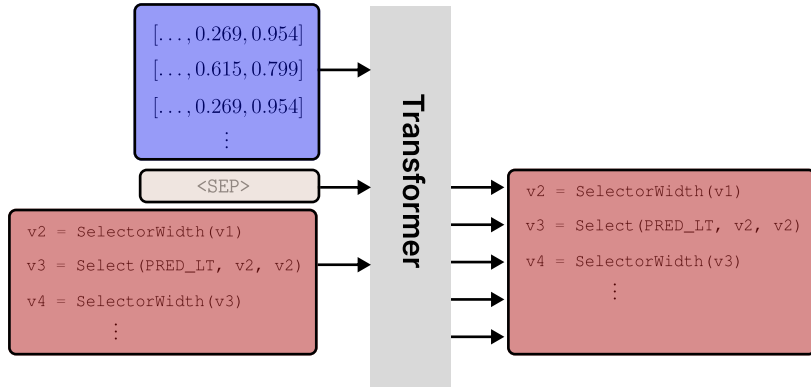 [..., 0.269, 0.954]
[..., 0.615, 0.799]
[..., 0.269, 0.954]
⋮
<SEP>
v2 = SelectorWidth(v1)
v3 = Select(PRED_LT, v2, v2)
v4 = SelectorWidth(v3)
⋮
Transformer
v2 = SelectorWidth(v1)
v3 = Select(PRED_LT, v2, v2)
v4 = SelectorWidth(v3)
⋮